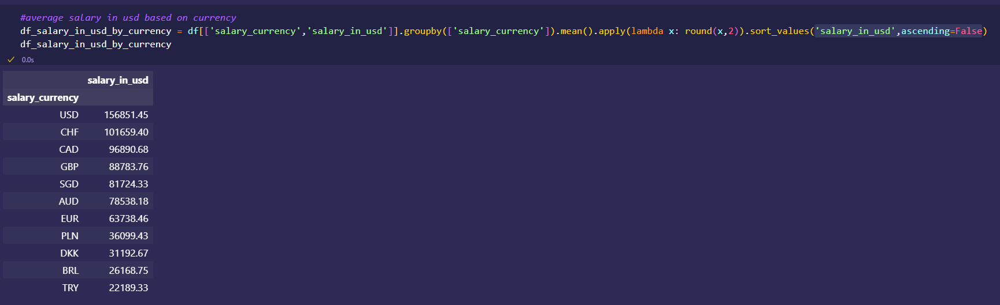 #average salary in usd based on currency
df_salary_in_usd_by_currency = df[['salary_currency','salary_in_usd']].groupby(['salary_currency']).mean().apply(lambda x: round(x,2)).sort_values('salary_in_usd',ascending=False)
df_salary_in_usd_by_currency
0.0s
salary_in_usd
salary_currency
USD 156851.45
CHF 101659.40
CAD 96890.68
GBP 88783.76
SGD 81724.33
AUD 78538.18
EUR 63738.46
PLN 36099.43
DKK 31192.67
BRL 26168.75
TRY 22189.33